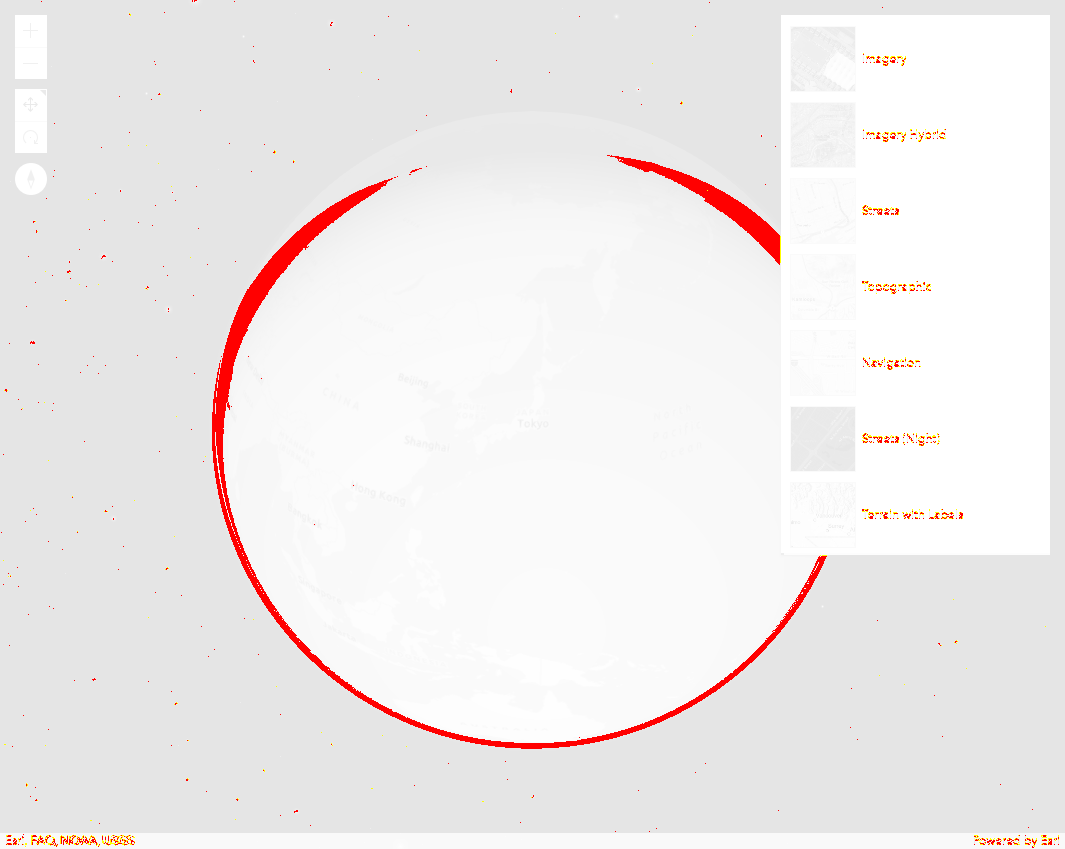 Imagery
Imagery Hybrid
Streets
Topographic
Navigation
Streets (Night)
Terrain with Labels
Beijing
CHINA
Tokyo
Shanghai
Hong Kong
Esri, FAO, NOAA, USGS
Powered by Esri